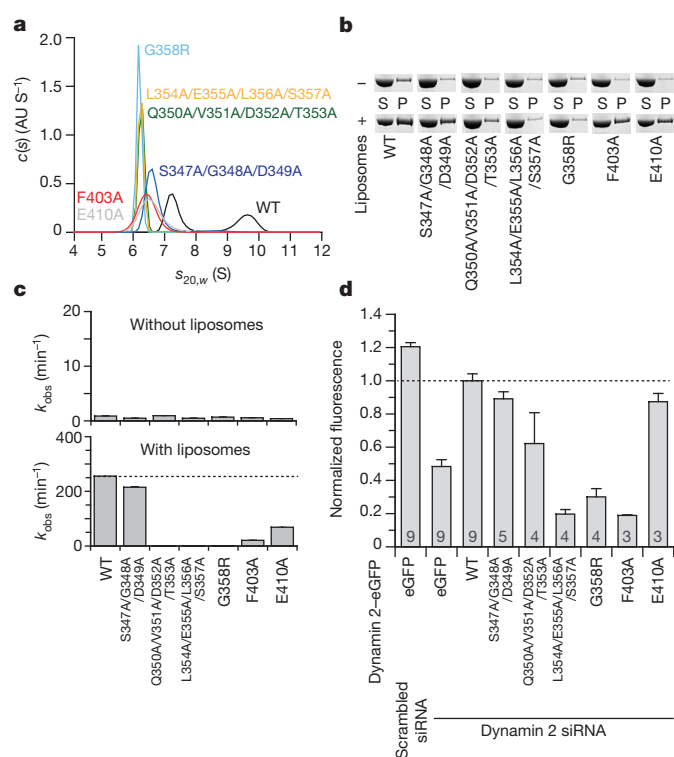 a
2.0
1.5
1.0
0.5
0
c(s) (AU S⁻¹)
G358R
L354A/E355A/L356A/S357A
Q350A/V351A/D352A/T353A
S347A/G348A/D349A
F403A
E410A
WT
4 5 6 7 8 9 10 11 12
s20,w (S)
b
–
S P S P S P S P S P S P S P
+
Liposomes
WT
S347A/G348A
/D349A
Q350A/V351A/D352A
/T353A
L354A/E355A/L356A
/S357A
G358R
F403A
E410A
c
Without liposomes
20
10
0
kobs (min⁻¹)
With liposomes
400
200
0
kobs (min⁻¹)
WT
S347A/G348A
/D349A
Q350A/V351A/D352A
/T353A
L354A/E355A/L356A
/S357A
G358R
F403A
E410A
d
1.4
1.2
1.0
0.8
0.6
0.4
0.2
0
Normalized fluorescence
9 9 9 5 4 4 4 3 3
Dynamin 2–eGFP
eGFP
eGFP
WT
S347A/G348A
/D349A
Q350A/V351A/D352A
/T353A
L354A/E355A/L356A
/S357A
G358R
F403A
E410A
Scrambled
siRNA
Dynamin 2 siRNA